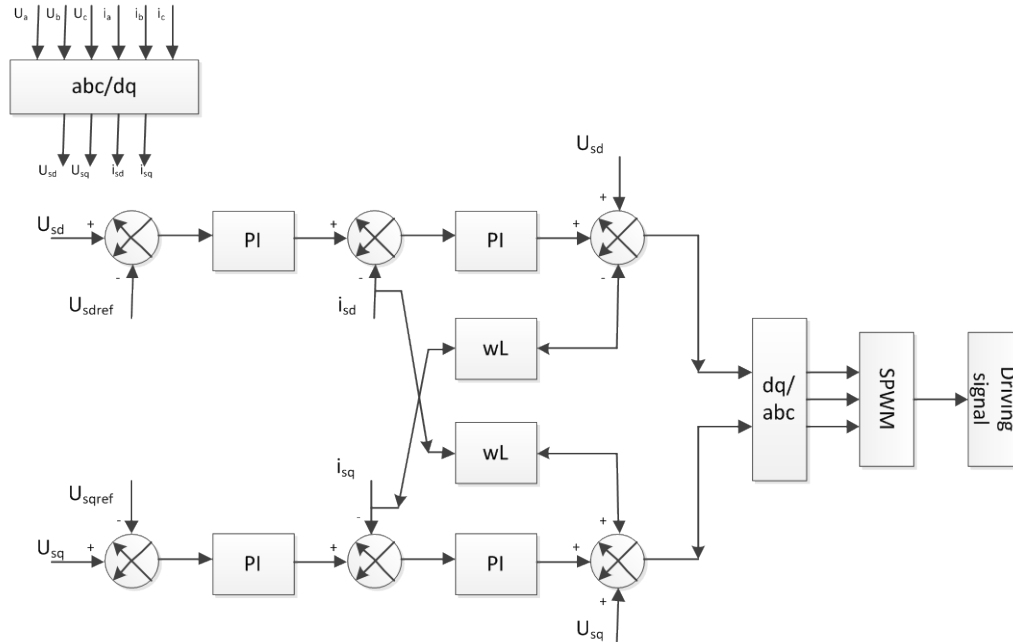 Ua Ub Uc ia ib ic
abc/dq
Usd Usq isd isq
Usd
+
Usd + PI + PI +
- - -
Usdref
isd
wL
dq/
abc
SPWM
Driving
signal
wL
isq
Usqref
- - +
Usq + PI + PI +
+
Usq